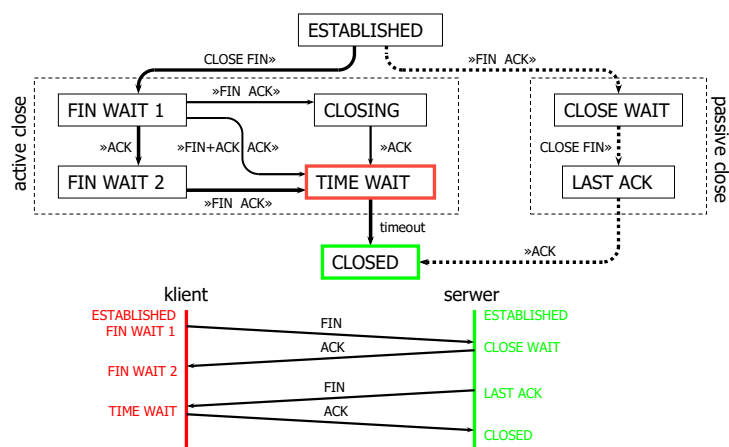 ESTABLISHED
CLOSE FIN»
»FIN ACK»
active close
FIN WAIT 1
»FIN ACK»
CLOSING
CLOSE WAIT
passive close
»ACK
»FIN+ACK ACK»
»ACK
CLOSE FIN»
FIN WAIT 2
TIME WAIT
LAST ACK
»FIN ACK»
timeout
CLOSED
»ACK
klient
serwer
ESTABLISHED
FIN
ESTABLISHED
FIN WAIT 1
ACK
CLOSE WAIT
FIN WAIT 2
FIN
LAST ACK
TIME WAIT
ACK
CLOSED